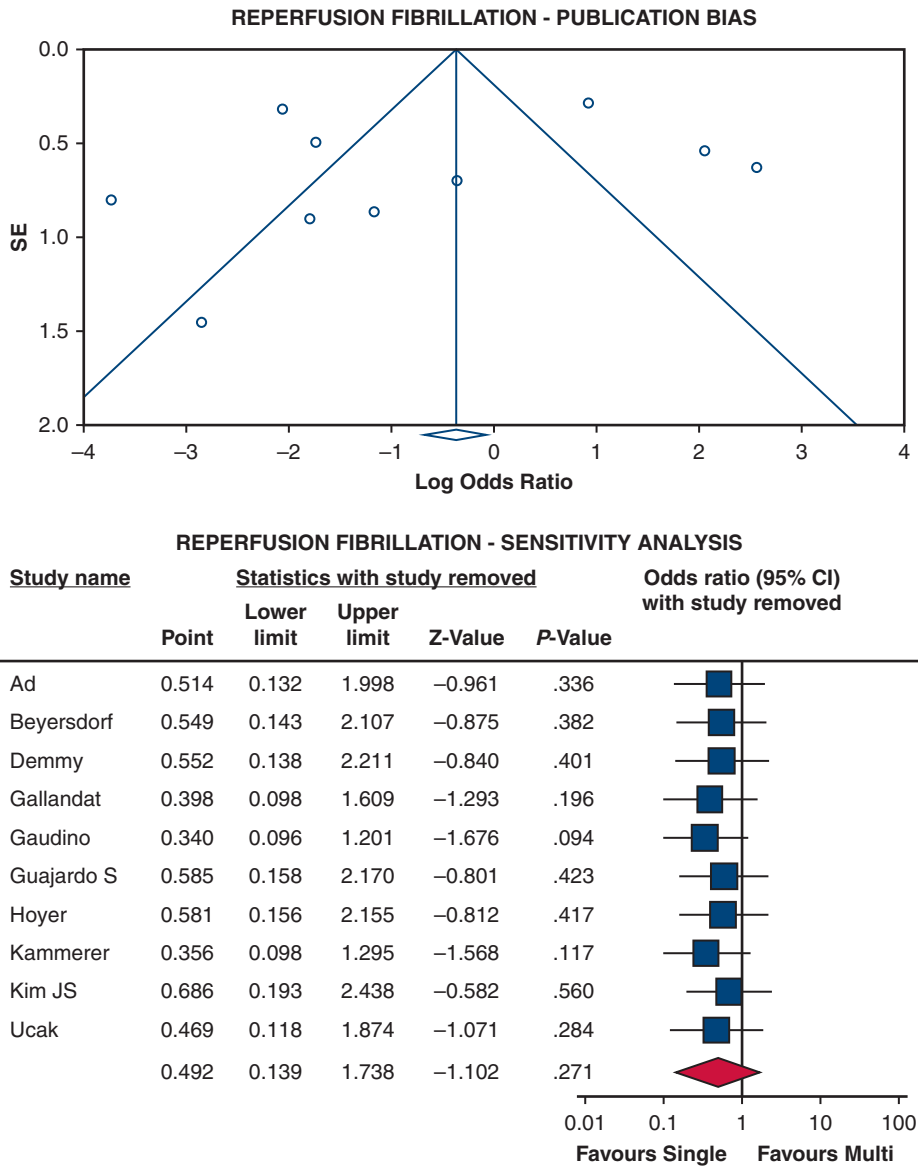 REPERFUSION FIBRILLATION - PUBLICATION BIAS
0.0
0.5
1.0
1.5
2.0
SE
–4 –3 –2 –1 0 1 2 3 4
Log Odds Ratio
REPERFUSION FIBRILLATION - SENSITIVITY ANALYSIS
Study name Statistics with study removed Odds ratio (95% CI) with study removed
Point Lower limit Upper limit Z-Value P-Value
Ad 0.514 0.132 1.998 –0.961 .336
Beyersdorf 0.549 0.143 2.107 –0.875 .382
Demmy 0.552 0.138 2.211 –0.840 .401
Gallandat 0.398 0.098 1.609 –1.293 .196
Gaudino 0.340 0.096 1.201 –1.676 .094
Guajardo S 0.585 0.158 2.170 –0.801 .423
Hoyer 0.581 0.156 2.155 –0.812 .417
Kammerer 0.356 0.098 1.295 –1.568 .117
Kim JS 0.686 0.193 2.438 –0.582 .560
Ucak 0.469 0.118 1.874 –1.071 .284
0.492 0.139 1.738 –1.102 .271
0.01 0.1 1 10 100
Favours Single Favours Multi